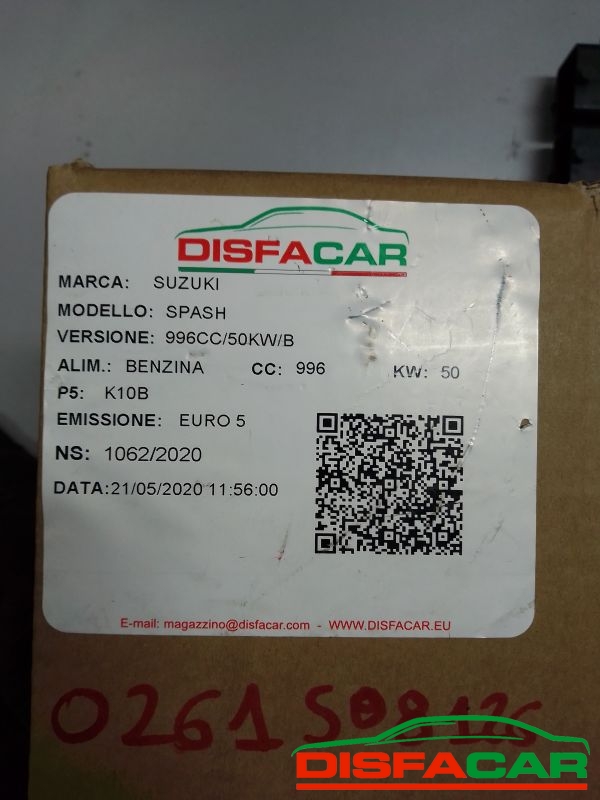 DISFACAR
MARCA: SUZUKI
MODELLO: SPASH
VERSIONE: 996CC/50KW/B
ALIM.: BENZINA CC: 996 KW: 50
P5: K10B
EMISSIONE: EURO 5
NS: 1062/2020
DATA:21/05/2020 11:56:00
E-mail: magazzino@disfacar.com - WWW.DISFACAR.EU
0261S08126
DISFACAR